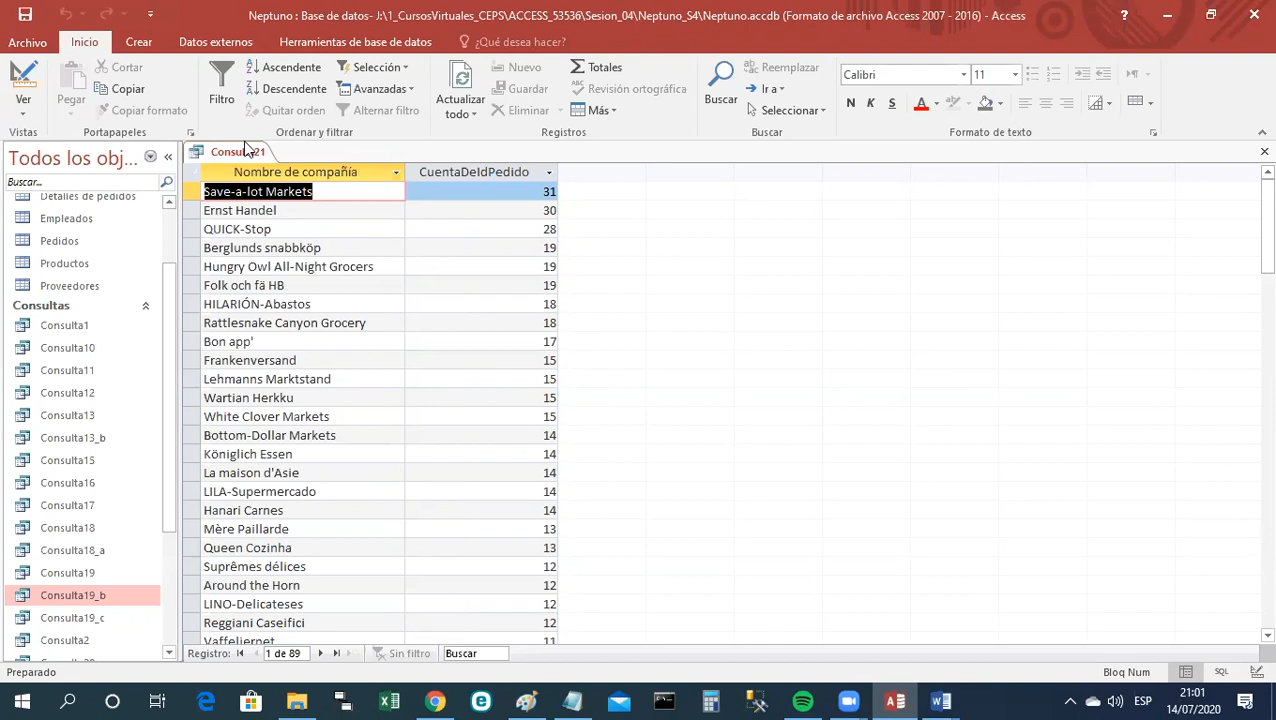 Neptuno : Base de datos- J:\1_CursosVirtuales_CEPS\ACCESS_53536\Sesion_04\Neptuno_S4\Neptuno.accdb (Formato de archivo Access 2007 - 2016) - Access
Archivo Inicio Crear Datos externos Herramientas de base de datos ¿Qué desea hacer?
Ver
Vistas
Pegar
Cortar
Copiar
Copiar formato
Portapapeles
Filtro
Ascendente
Descendente
Quitar orden
Selección
Avanzadas
Alternar filtro
Ordenar y filtrar
Actualizar
todo
Nuevo
Guardar
Eliminar
Totales
Revisión ortográfica
Más
Registros
Buscar
Reemplazar
Ir a
Seleccionar
Buscar
Calibri 11
N K S
Formato de texto
Todos los obj...
Buscar...
Detalles de pedidos
Empleados
Pedidos
Productos
Proveedores
Consultas
Consulta1
Consulta10
Consulta11
Consulta12
Consulta13
Consulta13_b
Consulta15
Consulta16
Consulta17
Consulta18
Consulta18_a
Consulta19
Consulta19_b
Consulta19_c
Consulta2
Nombre de compañía CuentaDeIdPedido
Save-a-lot Markets 31
Ernst Handel 30
QUICK-Stop 28
Berglunds snabbköp 19
Hungry Owl All-Night Grocers 19
Folk och fä HB 19
HILARIÓN-Abastos 18
Rattlesnake Canyon Grocery 18
Bon app' 17
Frankenversand 15
Lehmanns Marktstand 15
Wartian Herkku 15
White Clover Markets 15
Bottom-Dollar Markets 14
Königlich Essen 14
La maison d'Asie 14
LILA-Supermercado 14
Hanari Carnes 14
Mère Paillarde 13
Queen Cozinha 13
Suprêmes délices 12
Around the Horn 12
LINO-Delicateses 12
Reggiani Caseifici 12
Vaffeljernet 11
Registro: 1 de 89 Sin filtro Buscar
Preparado Bloq Num SQL
ESP 21:01
14/07/2020